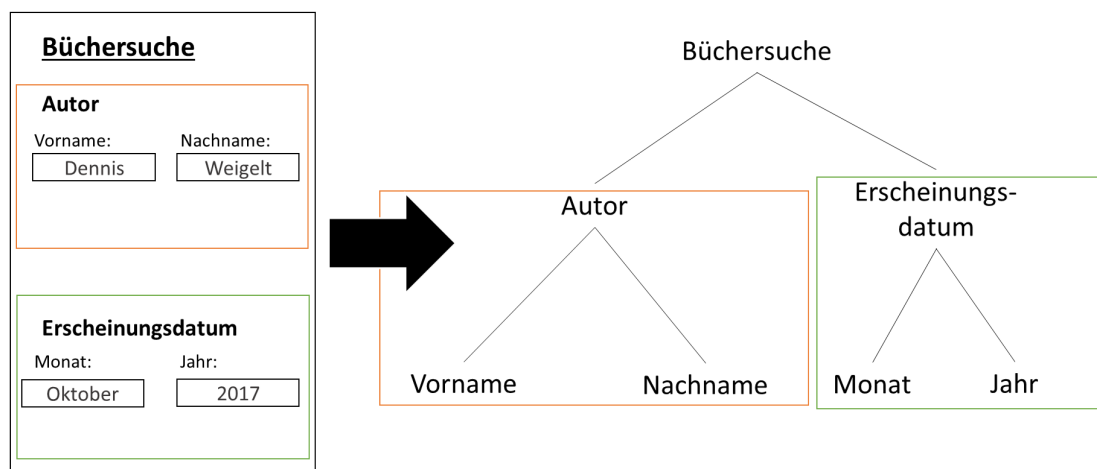 Büchersuche
Autor
Vorname: Nachname:
Dennis Weigelt
Erscheinungsdatum
Monat: Jahr:
Oktober 2017
Büchersuche
Autor
Erscheinungs-
datum
Vorname Nachname Monat Jahr